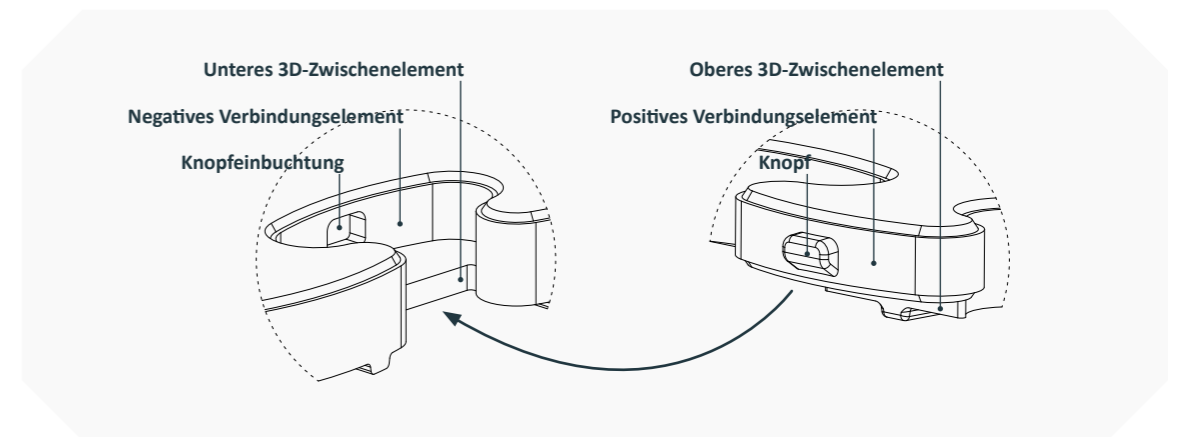 Unteres 3D-Zwischenelement
Negatives Verbindungselement
Knopfeinbuchtung
Oberes 3D-Zwischenelement
Positives Verbindungselement
Knopf